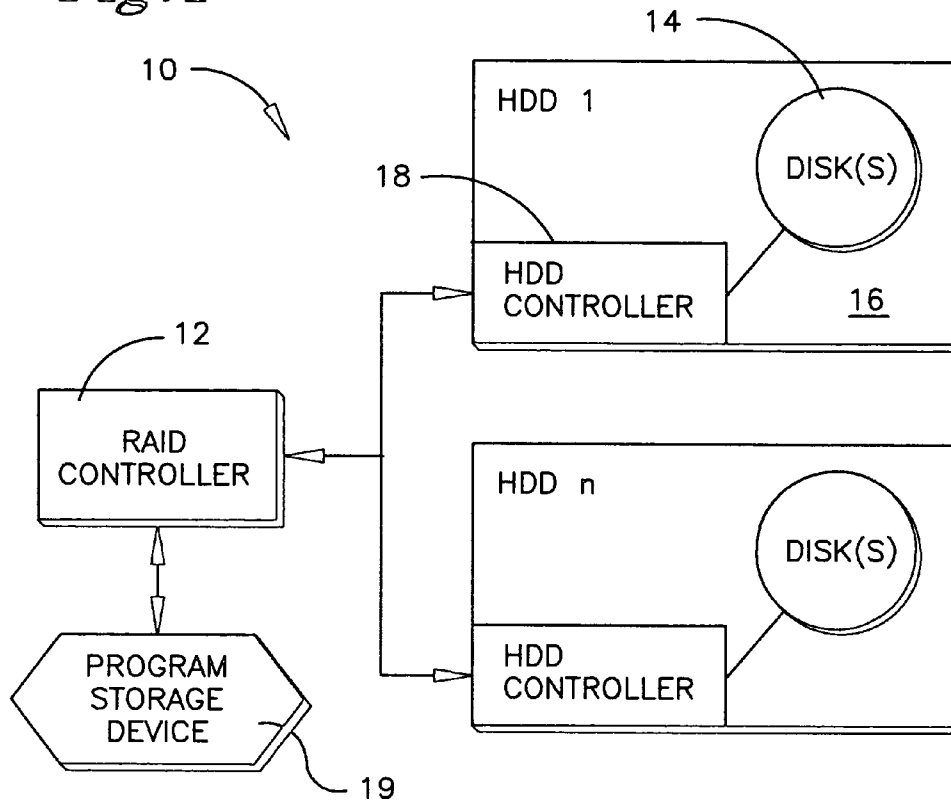 14
10
HDD 1
DISK(S)
18
HDD
CONTROLLER
16
12
RAID
CONTROLLER
HDD n
DISK(S)
HDD
CONTROLLER
PROGRAM
STORAGE
DEVICE
19